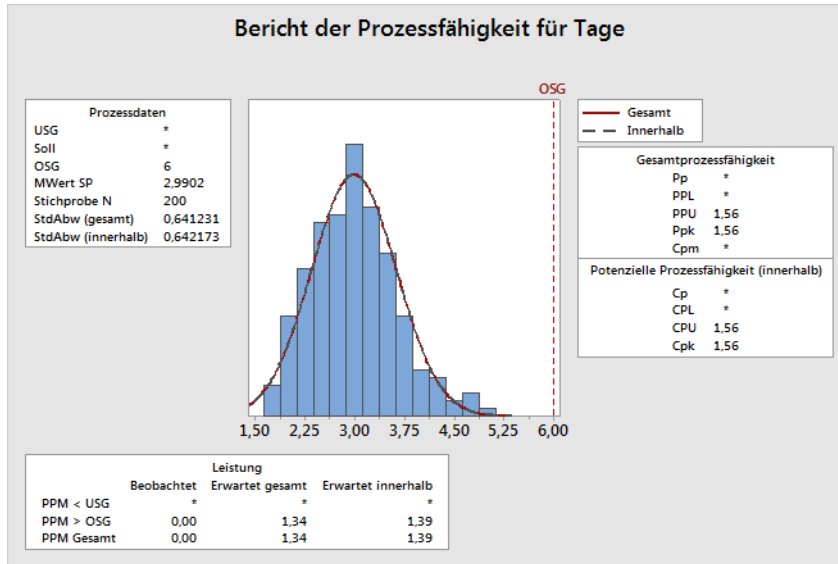 Bericht der Prozessfähigkeit für Tage
OSG
Prozessdaten
USG *
Soll *
OSG 6
MWert SP 2,9902
Stichprobe N 200
StdAbw (gesamt) 0,641231
StdAbw (innerhalb) 0,642173
Gesamt
Innerhalb
Gesamtprozessfähigkeit
Pp *
PPL *
PPU 1,56
Ppk 1,56
Cpm *
Potenzielle Prozessfähigkeit (innerhalb)
Cp *
CPL *
CPU 1,56
Cpk 1,56
1,50 2,25 3,00 3,75 4,50 5,25 6,00
Leistung
Beobachtet Erwartet gesamt Erwartet innerhalb
PPM < USG * * *
PPM > OSG 0,00 1,34 1,39
PPM Gesamt 0,00 1,34 1,39